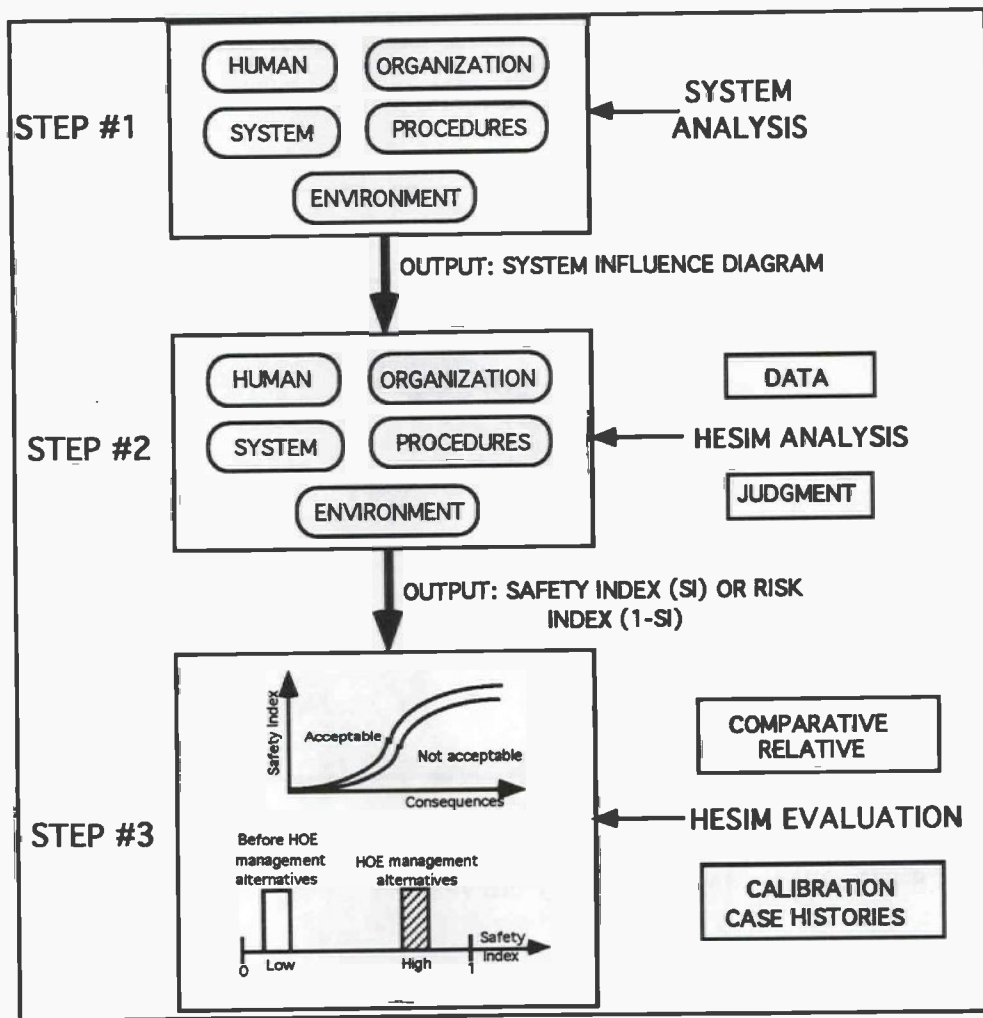 STEP #1
HUMAN
ORGANIZATION
SYSTEM
PROCEDURES
ENVIRONMENT
SYSTEM
ANALYSIS
OUTPUT: SYSTEM INFLUENCE DIAGRAM
STEP #2
HUMAN
ORGANIZATION
SYSTEM
PROCEDURES
ENVIRONMENT
DATA
HESIM ANALYSIS
JUDGMENT
OUTPUT: SAFETY INDEX (SI) OR RISK
INDEX (1-SI)
STEP #3
Safety Index
Acceptable
Not acceptable
Consequences
Before HOE
management
alternatives
HOE management
alternatives
0
Low
High
1
Safety
Index
COMPARATIVE
RELATIVE
HESIM EVALUATION
CALIBRATION
CASE HISTORIES